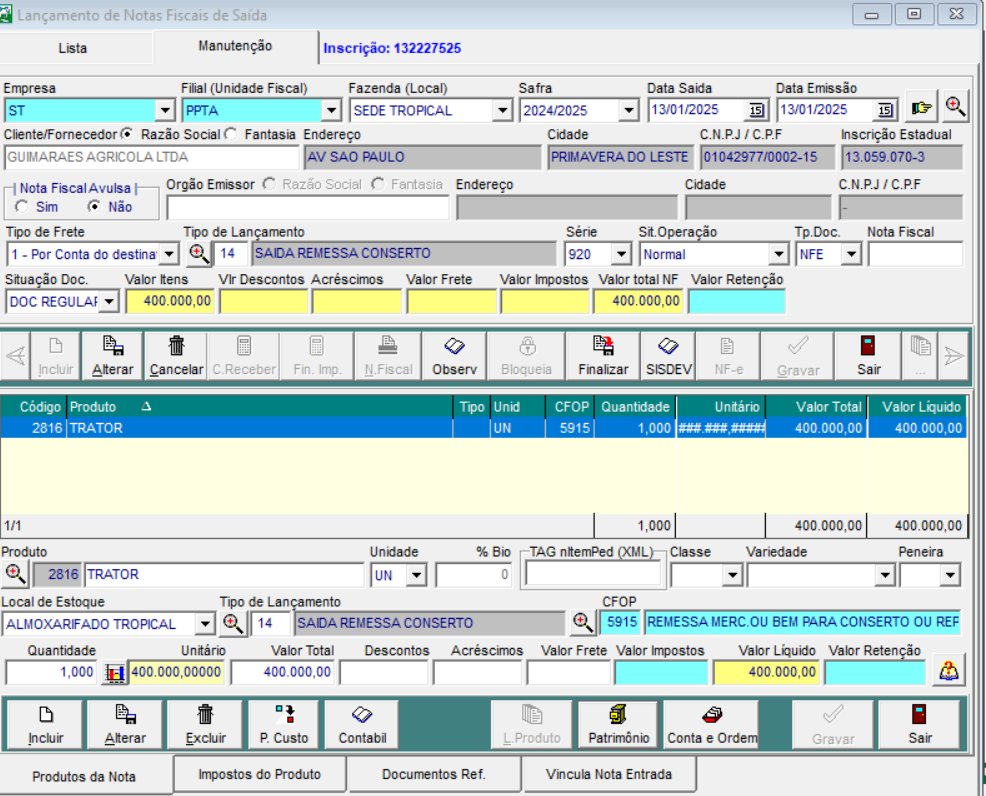 Lançamento de Notas Fiscais de Saída
Lista Manutenção Inscrição: 132227525
Empresa Filial (Unidade Fiscal) Fazenda (Local) Safra Data Saida Data Emissão
ST PPTA SEDE TROPICAL 2024/2025 13/01/2025 15 13/01/2025 15
Cliente/Fornecedor Razão Social Fantasia Endereço Cidade C.N.P.J / C.P.F Inscrição Estadual
GUIMARAES AGRICOLA LTDA AV SAO PAULO PRIMAVERA DO LESTE 01042977/0002-15 13.059.070-3
| Nota Fiscal Avulsa | Orgão Emissor Razão Social Fantasia Endereço Cidade C.N.P.J / C.P.F
Sim Não -
Tipo de Frete Tipo de Lançamento Série Sit.Operação Tp.Doc. Nota Fiscal
1 - Por Conta do destina 14 SAIDA REMESSA CONSERTO 920 Normal NFE
Situação Doc. Valor Itens Vlr Descontos Acréscimos Valor Frete Valor Impostos Valor total NF Valor Retenção
DOC REGULAF 400.000,00 400.000,00
Incluir Alterar Cancelar C.Receber Fin. Imp. N.Fiscal Observ Bloqueia Finalizar SISDEV NF-e Gravar Sair ...
Código Produto Tipo Unid CFOP Quantidade Unitário Valor Total Valor Líquido
2816 TRATOR UN 5915 1,000 ###.###,##### 400.000,00 400.000,00
1/1 1,000 400.000,00 400.000,00
Produto Unidade % Bio TAG nItemPed (XML) Classe Variedade Peneira
2816 TRATOR UN 0
Local de Estoque Tipo de Lançamento CFOP
ALMOXARIFADO TROPICAL 14 SAIDA REMESSA CONSERTO 5915 REMESSA MERC.OU BEM PARA CONSERTO OU REF
Quantidade Unitário Valor Total Descontos Acréscimos Valor Frete Valor Impostos Valor Líquido Valor Retenção
1,000 400.000,00000 400.000,00 400.000,00
Incluir Alterar Excluir P. Custo Contabil L.Produto Patrimônio Conta e Ordem Gravar Sair
Produtos da Nota Impostos do Produto Documentos Ref. Vincula Nota Entrada